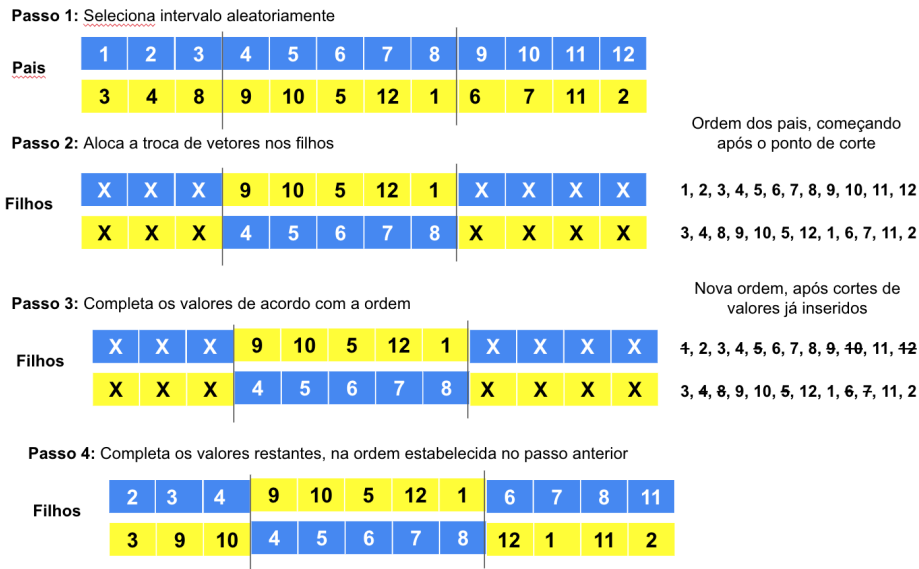 Passo 1: Seleciona intervalo aleatoriamente
Pais
1 2 3 4 5 6 7 8 9 10 11 12
3 4 8 9 10 5 12 1 6 7 11 2
Passo 2: Aloca a troca de vetores nos filhos
Ordem dos pais, começando
após o ponto de corte
Filhos
X X X 9 10 5 12 1 X X X X
1, 2, 3, 4, 5, 6, 7, 8, 9, 10, 11, 12
X X X 4 5 6 7 8 X X X X
3, 4, 8, 9, 10, 5, 12, 1, 6, 7, 11, 2
Passo 3: Completa os valores de acordo com a ordem
Nova ordem, após cortes de
valores já inseridos
Filhos
X X X 9 10 5 12 1 X X X X
1, 2, 3, 4, 5, 6, 7, 8, 9, 10, 11, 12
X X X 4 5 6 7 8 X X X X
3, 4, 8, 9, 10, 5, 12, 1, 6, 7, 11, 2
Passo 4: Completa os valores restantes, na ordem estabelecida no passo anterior
Filhos
2 3 4 9 10 5 12 1 6 7 8 11
3 9 10 4 5 6 7 8 12 1 11 2